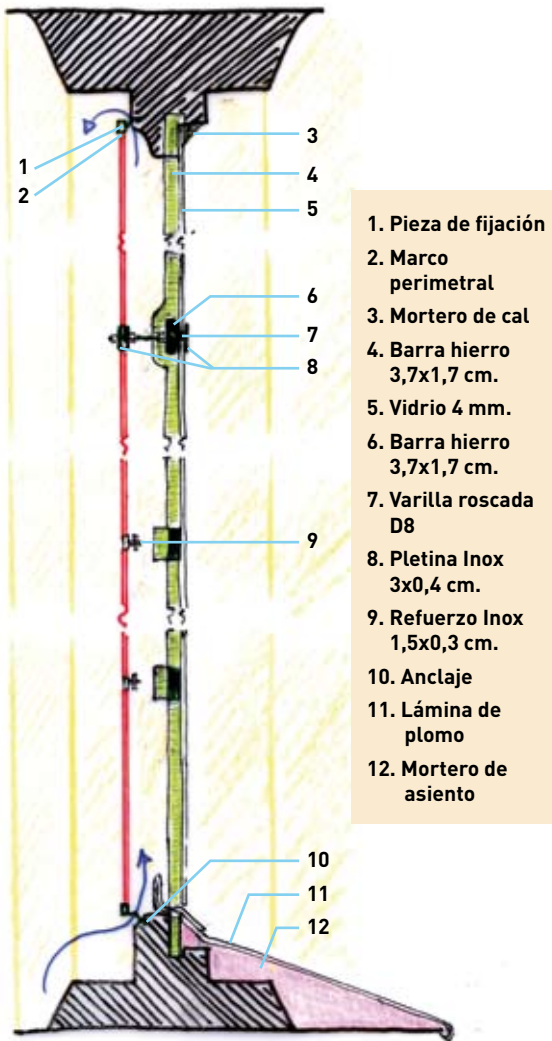 1
2
3
4
5
6
7
8
9
10
11
12
1. Pieza de fijación
2. Marco
perimetral
3. Mortero de cal
4. Barra hierro
3,7x1,7 cm.
5. Vidrio 4 mm.
6. Barra hierro
3,7x1,7 cm.
7. Varilla roscada
D8
8. Pletina Inox
3x0,4 cm.
9. Refuerzo Inox
1,5x0,3 cm.
10. Anclaje
11. Lámina de
plomo
12. Mortero de
asiento